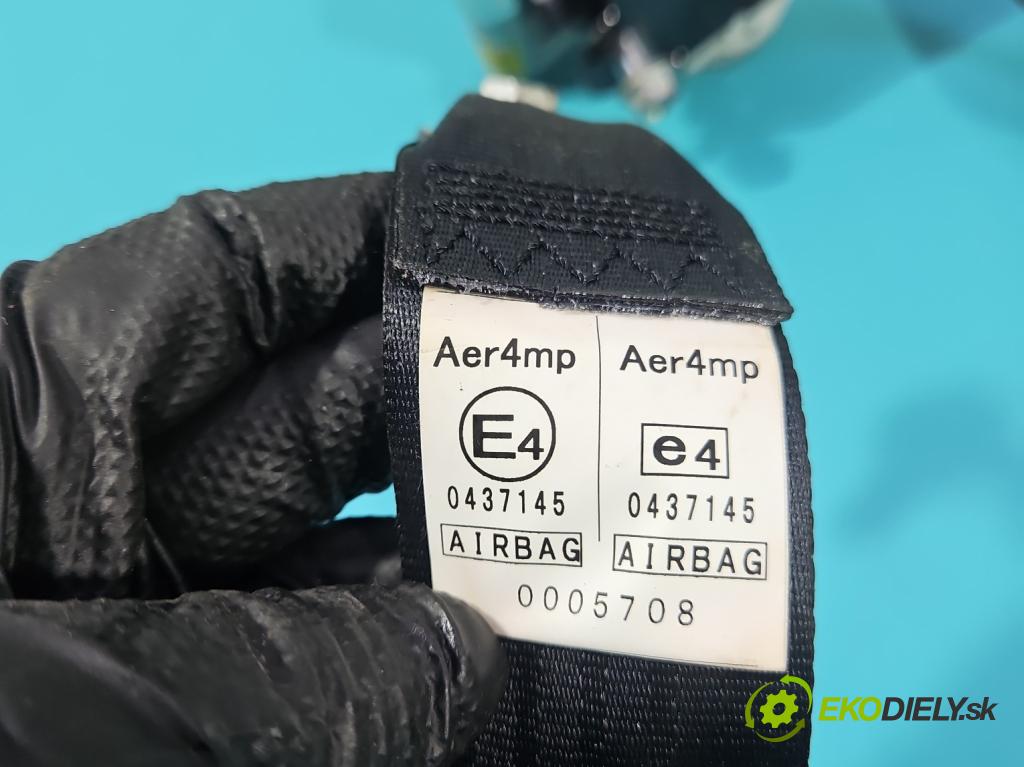 Aer4mp Aer4mp
E4 e4
0437145 0437145
AIRBAG AIRBAG
0005708
EKODIELY.sk